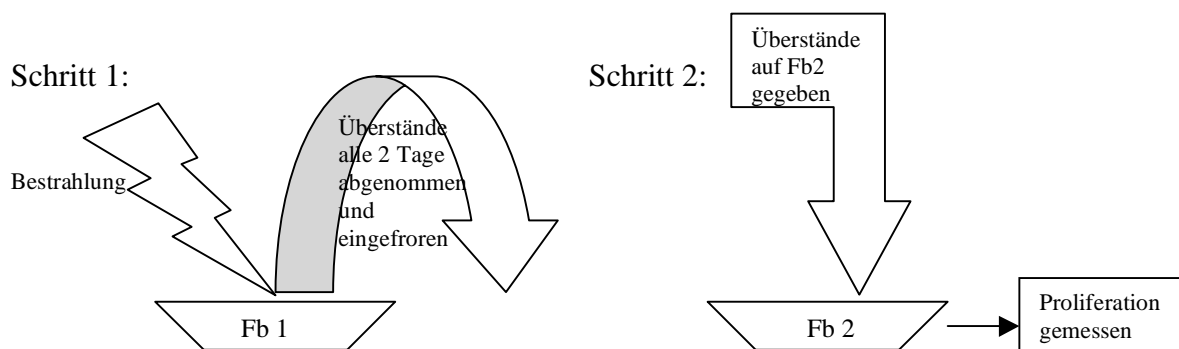 Schritt 1:
Bestrahlung
Überstände
alle 2 Tage
abgenommen
und
eingefroren
Fb 1
Schritt 2:
Überstände
auf Fb2
gegeben
Fb 2
Proliferation
gemessen